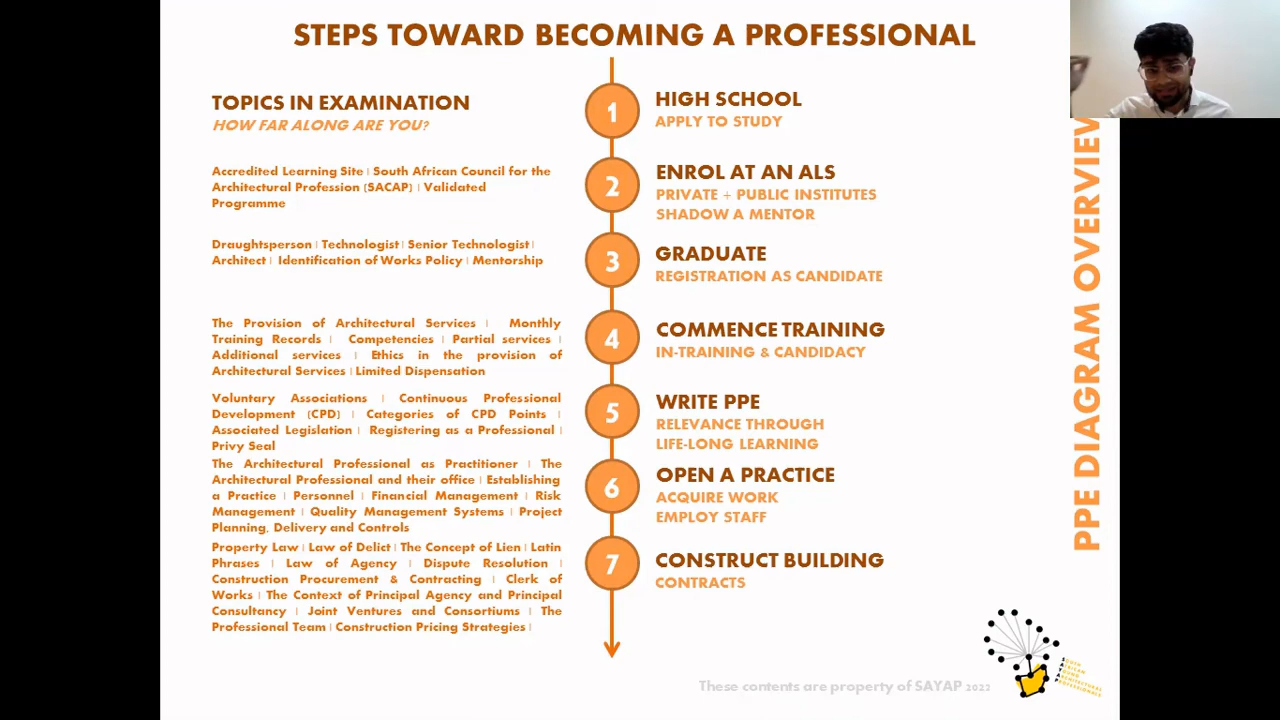 STEPS TOWARD BECOMING A PROFESSIONAL
TOPICS IN EXAMINATION
HOW FAR ALONG ARE YOU?
1
HIGH SCHOOL
APPLY TO STUDY
Accredited Learning Site | South African Council for the
Architectural Profession (SACAP) | Validated
Programme
2
ENROL AT AN ALS
PRIVATE + PUBLIC INSTITUTES
SHADOW A MENTOR
Draughtsperson | Technologist | Senior Technologist |
Architect | Identification of Works Policy | Mentorship
3
GRADUATE
REGISTRATION AS CANDIDATE
The Provision of Architectural Services | Monthly
Training Records | Competencies | Partial services |
Additional services | Ethics in the provision of
Architectural Services | Limited Dispensation
4
COMMENCE TRAINING
IN-TRAINING & CANDIDACY
Voluntary Associations | Continuous Professional
Development (CPD) | Categories of CPD Points |
Associated Legislation | Registering as a Professional |
Privy Seal
5
WRITE PPE
RELEVANCE THROUGH
LIFE-LONG LEARNING
The Architectural Professional as Practitioner | The
Architectural Professional and their office | Establishing
a Practice | Personnel | Financial Management | Risk
Management | Quality Management Systems | Project
Planning, Delivery and Controls
6
OPEN A PRACTICE
ACQUIRE WORK
EMPLOY STAFF
Property Law | Law of Delict | The Concept of Lien | Latin
Phrases | Law of Agency | Dispute Resolution |
Construction Procurement & Contracting | Clerk of
Works | The Context of Principal Agency and Principal
Consultancy | Joint Ventures and Consortiums | The
Professional Team | Construction Pricing Strategies |
7
CONSTRUCT BUILDING
CONTRACTS
PPE DIAGRAM OVERVIEW
SOUTH
AFRICAN
YOUNG
ARCHITECTURAL
PROFESSIONALS
These contents are property of SAYAP 2022